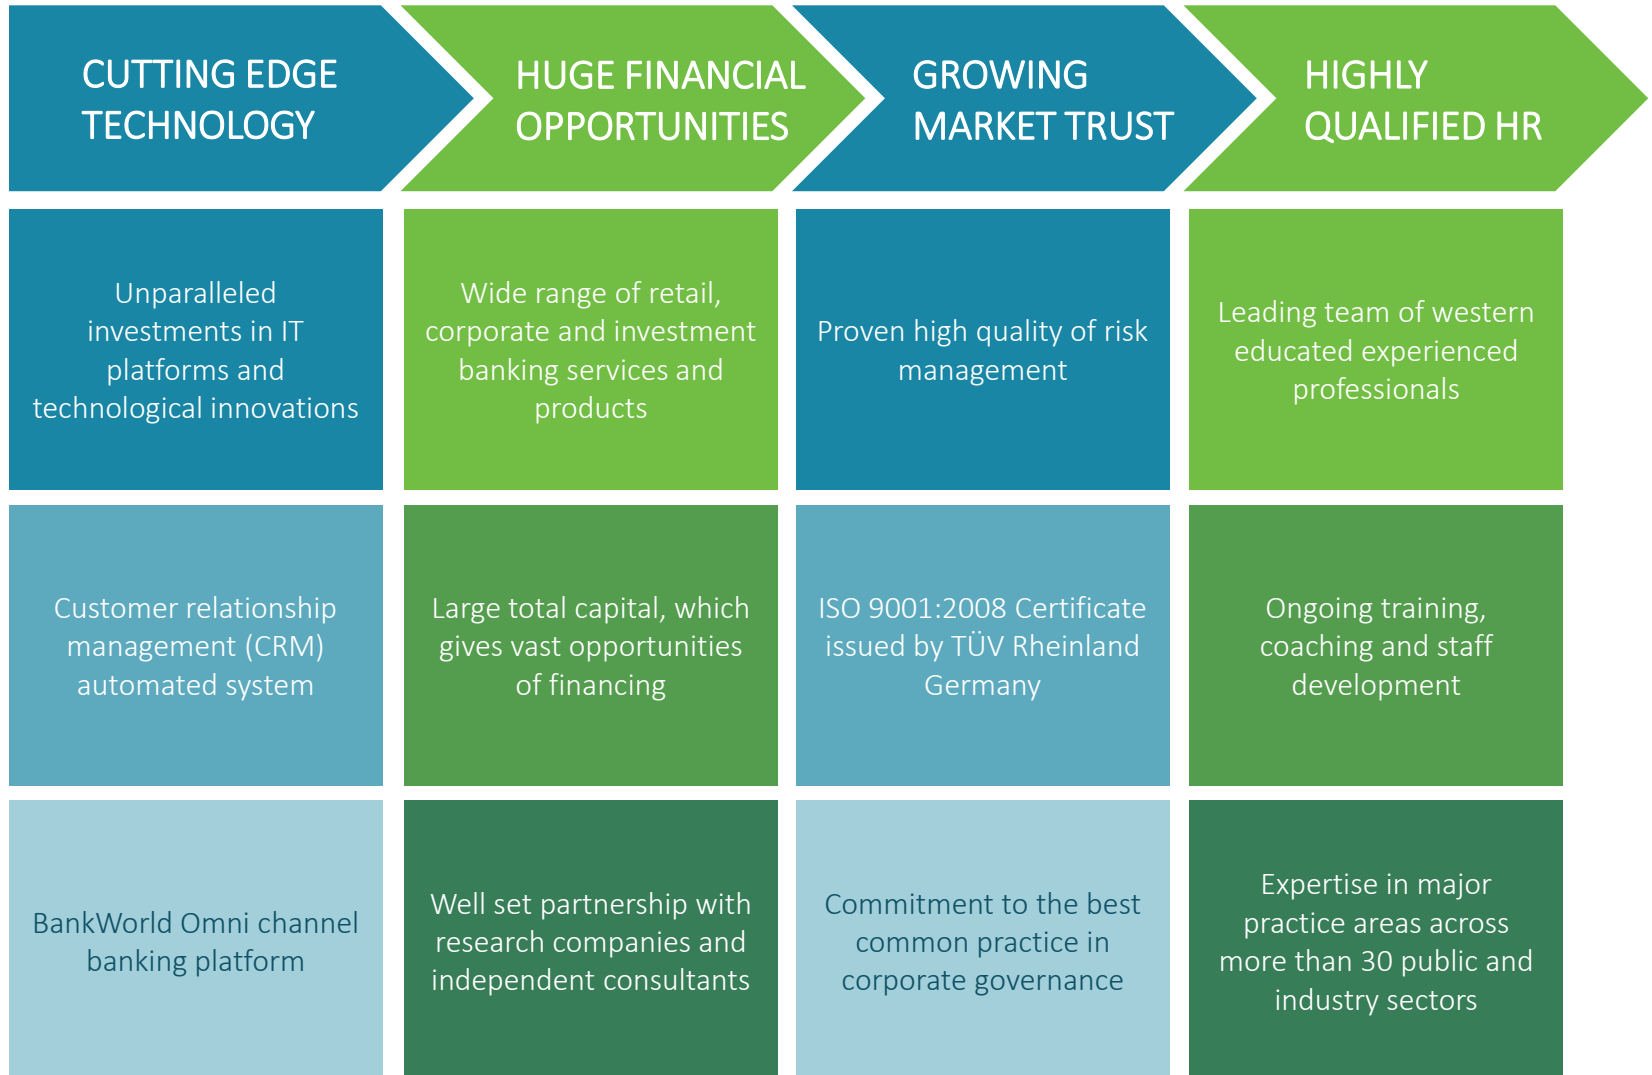 CUTTING EDGE
TECHNOLOGY
HUGE FINANCIAL
OPPORTUNITIES
GROWING
MARKET TRUST
HIGHLY
QUALIFIED HR
Unparalleled
investments in IT
platforms and
technological innovations
Wide range of retail,
corporate and investment
banking services and
products
Proven high quality of risk
management
Leading team of western
educated experienced
professionals
Customer relationship
management (CRM)
automated system
Large total capital, which
gives vast opportunities
of financing
ISO 9001:2008 Certificate
issued by TÜV Rheinland
Germany
Ongoing training,
coaching and staff
development
BankWorld Omni channel
banking platform
Well set partnership with
research companies and
independent consultants
Commitment to the best
common practice in
corporate governance
Expertise in major
practice areas across
more than 30 public and
industry sectors